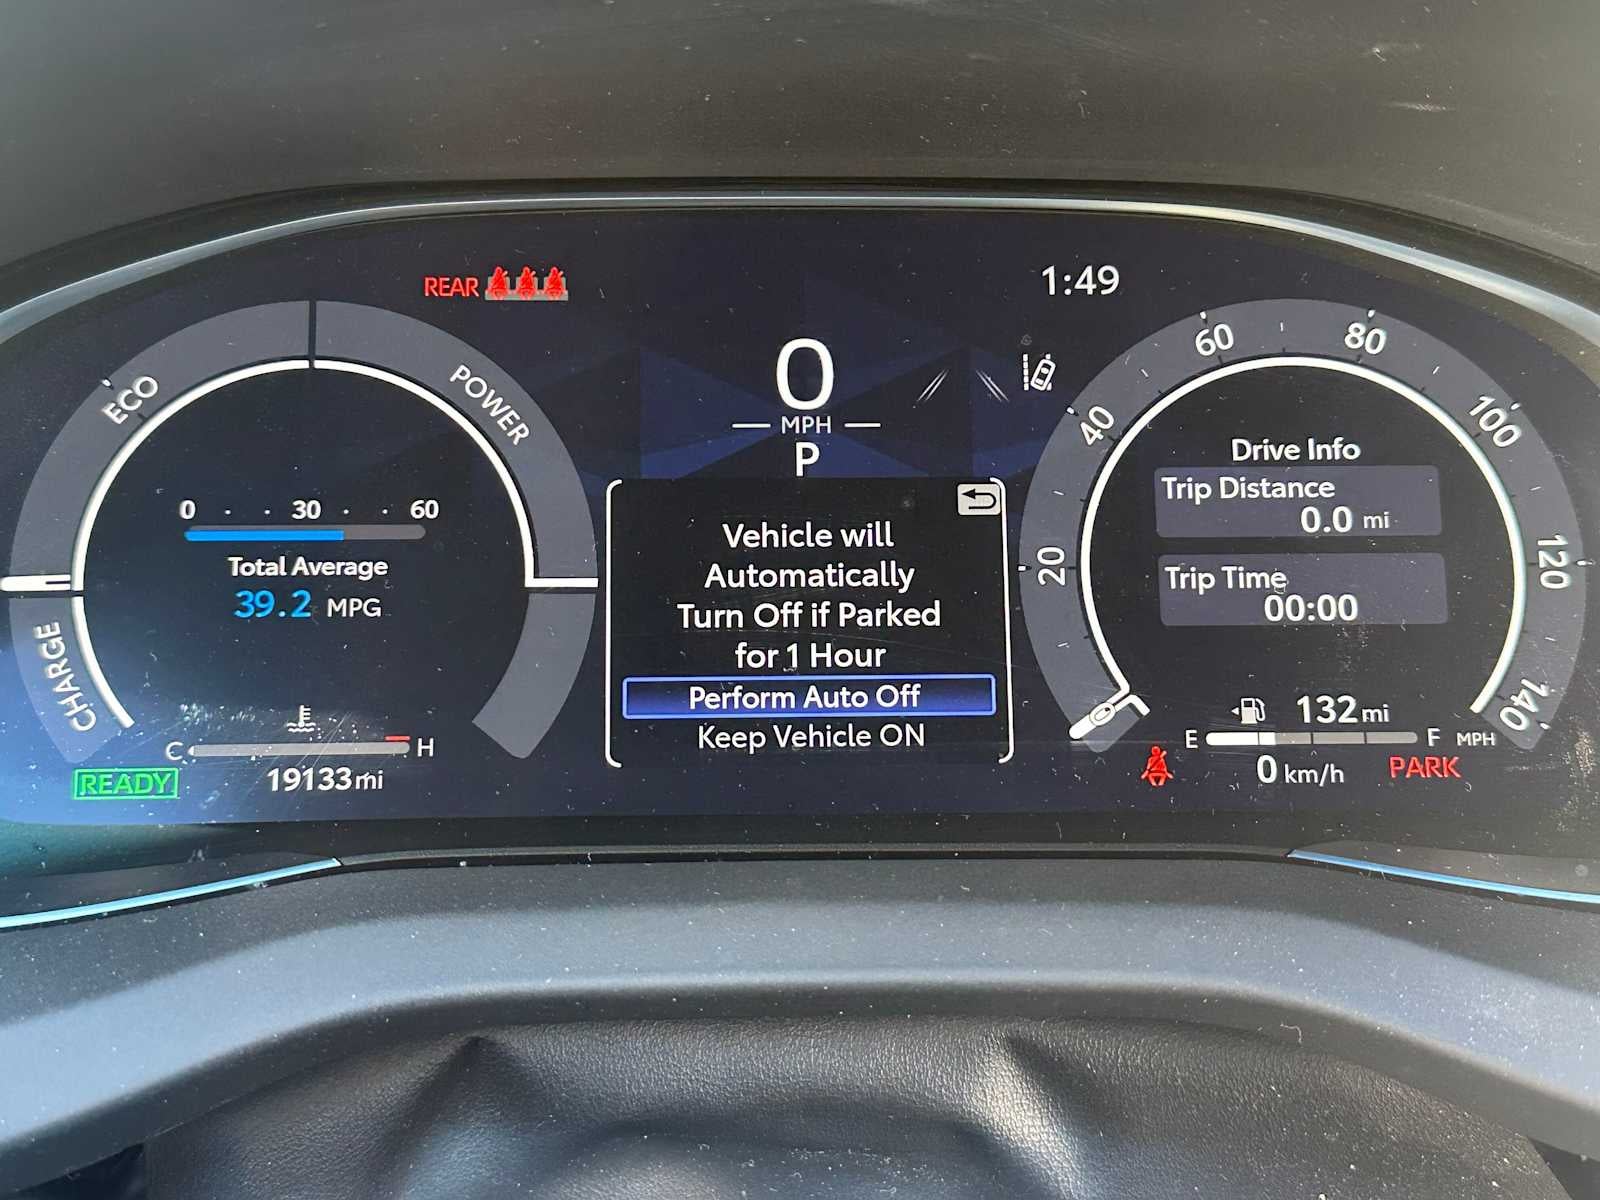 REAR
1:49
0
MPH
P
ECO
POWER
CHARGE
0 30 60
Total Average
39.2 MPG
C H
READY
19133 mi
Vehicle will
Automatically
Turn Off if Parked
for 1 Hour
Perform Auto Off
Keep Vehicle ON
0
20
40
60
80
100
120
140
MPH
Drive Info
Trip Distance
0.0 mi
Trip Time
00:00
132 mi
E F
0 km/h
PARK